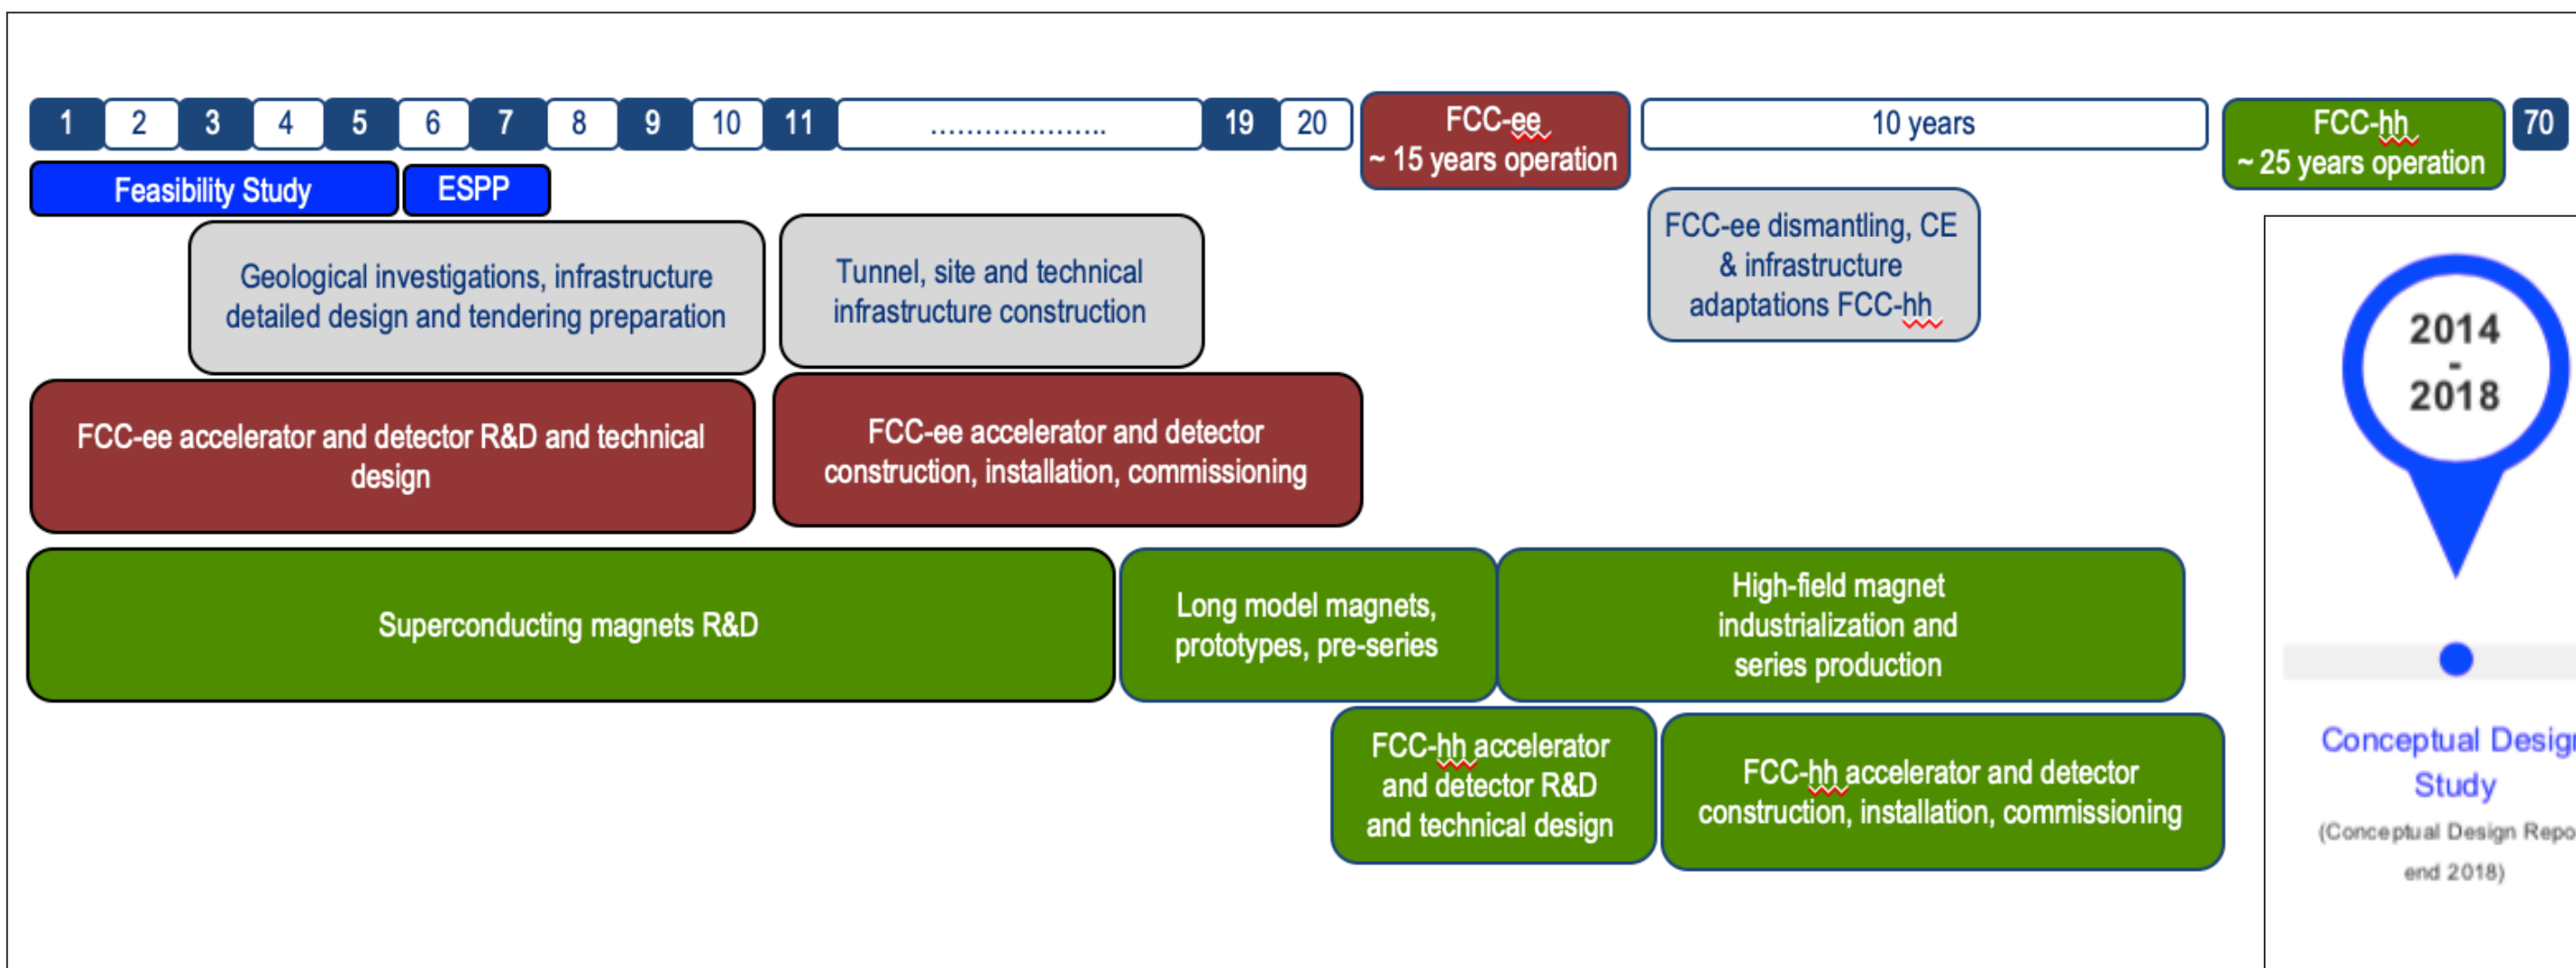 1 2 3 4 5 6 7 8 9 10 11 ..................... 19 20
FCC-ee
~ 15 years operation
10 years
FCC-hh
~ 25 years operation
70
Feasibility Study
ESPP
Geological investigations, infrastructure
detailed design and tendering preparation
Tunnel, site and technical
infrastructure construction
FCC-ee dismantling, CE
& infrastructure
adaptations FCC-hh
FCC-ee accelerator and detector R&D and technical
design
FCC-ee accelerator and detector
construction, installation, commissioning
Superconducting magnets R&D
Long model magnets,
prototypes, pre-series
High-field magnet
industrialization and
series production
FCC-hh accelerator
and detector R&D
and technical design
FCC-hh accelerator and detector
construction, installation, commissioning
2014
-
2018
Conceptual Desig
Study
(Conceptual Design Repo
end 2018)